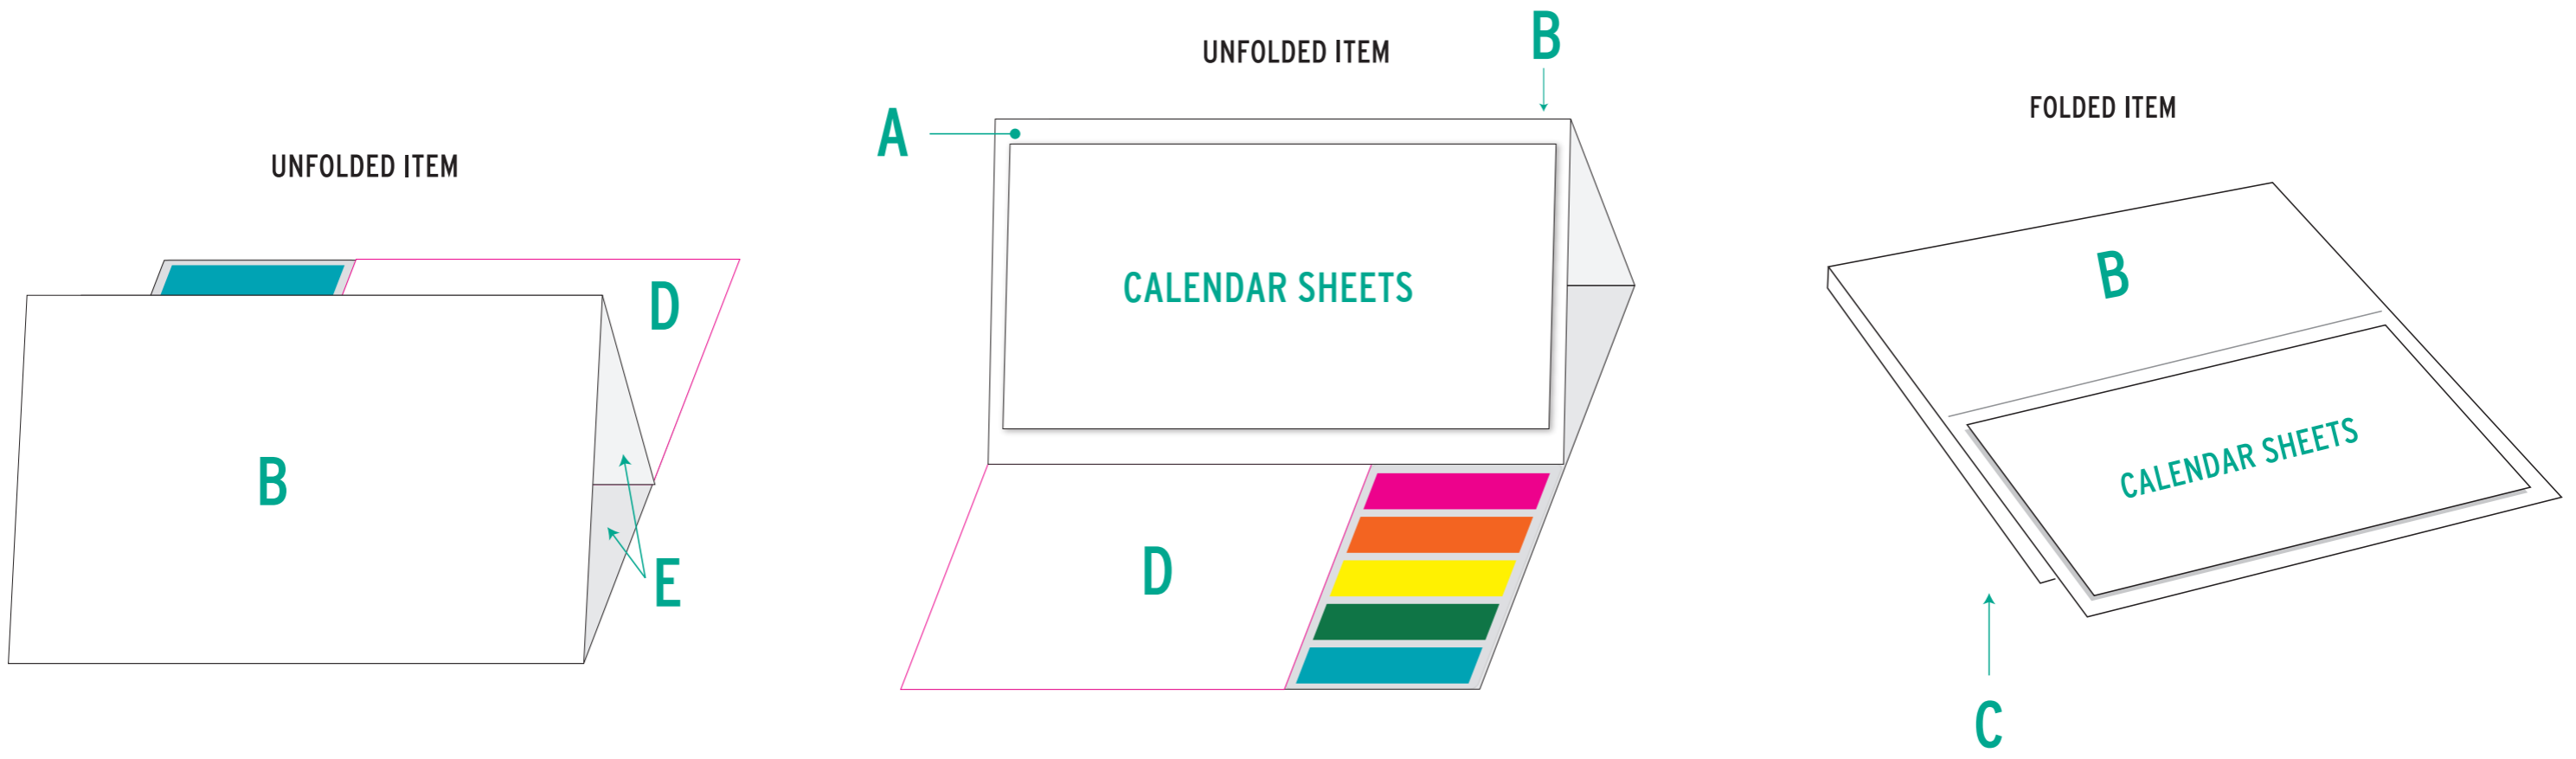 UNFOLDED ITEM
D
B
E
UNFOLDED ITEM
B
A
CALENDAR SHEETS
D
FOLDED ITEM
B
CALENDAR SHEETS
C